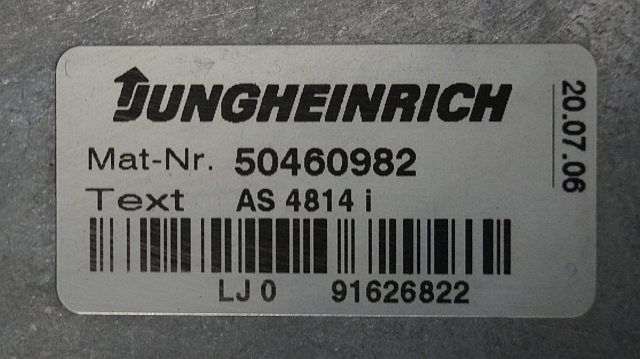 JUNGHEINRICH
Mat-Nr. 50460982
Text AS 4814 i
LJ 0 91626822
20.07.06